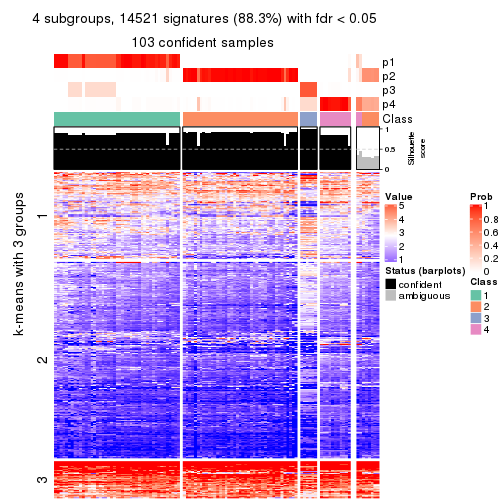 4 subgroups, 14521 signatures (88.3%) with fdr < 0.05
103 confident samples
p1
p2
p3
p4
Class
1
0.5
0
Silhouette
score
k-means with 3 groups
1
2
3
Value
5
4
3
2
1
Status (barplots)
confident
ambiguous
Prob
1
0.8
0.6
0.4
0.2
0
Class
1
2
3
4